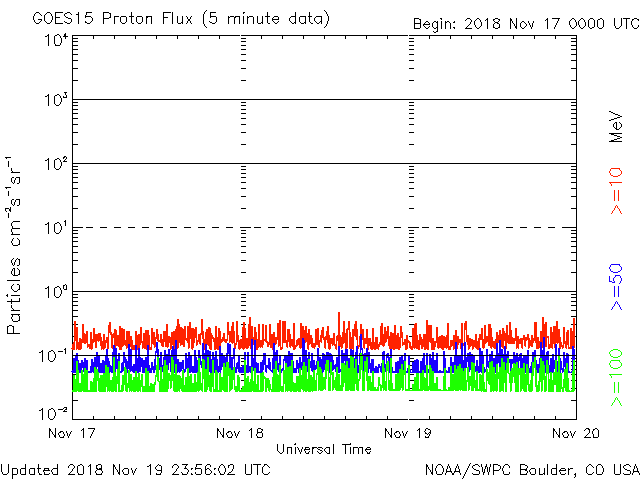 GOES15 Proton Flux (5 minute data)
Begin: 2018 Nov 17 0000 UTC
10⁴
10³
10²
10¹
10⁰
10⁻¹
10⁻²
Particles cm⁻²s⁻¹sr⁻¹
MeV
>=10
>=50
>=100
Nov 17
Nov 18
Nov 19
Nov 20
Universal Time
Updated 2018 Nov 19 23:56:02 UTC
NOAA/SWPC Boulder, CO USA